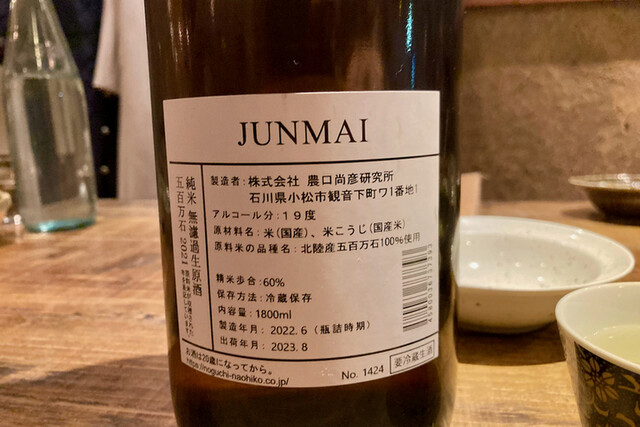 JUNMAI
純米 無濾過生原酒
五百万石 2021
製造者：株式会社 農口尚彦研究所
石川県小松市観音下町ワ1番地1
アルコール分：19度
原材料名：米（国産）、米こうじ（国産米）
原料米の品種名：北陸産五百万石100％使用
精米歩合：60%
保存方法：冷蔵保存
内容量：1800ml
製造年月：2022.6（瓶詰時期）
出荷年月：2023.8
お酒は20歳になってから。
https://noguchi-naohiko.co.jp/
No. 1424
要冷蔵生酒